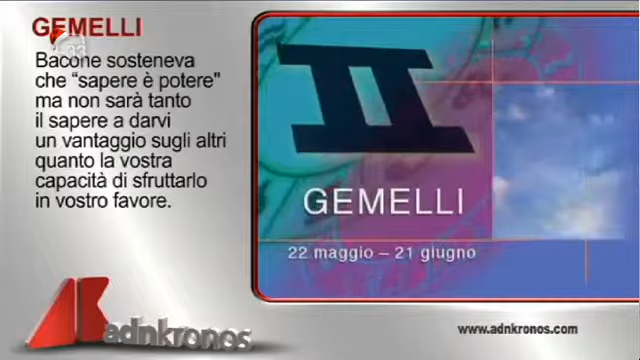 GEMELLI
33
Bacone sosteneva
che “sapere è potere"
ma non sarà tanto
il sapere a darvi
un vantaggio sugli altri
quanto la vostra
capacità di sfruttarlo
in vostro favore.
GEMELLI
22 maggio – 21 giugno
adnkronos
www.adnkronos.com